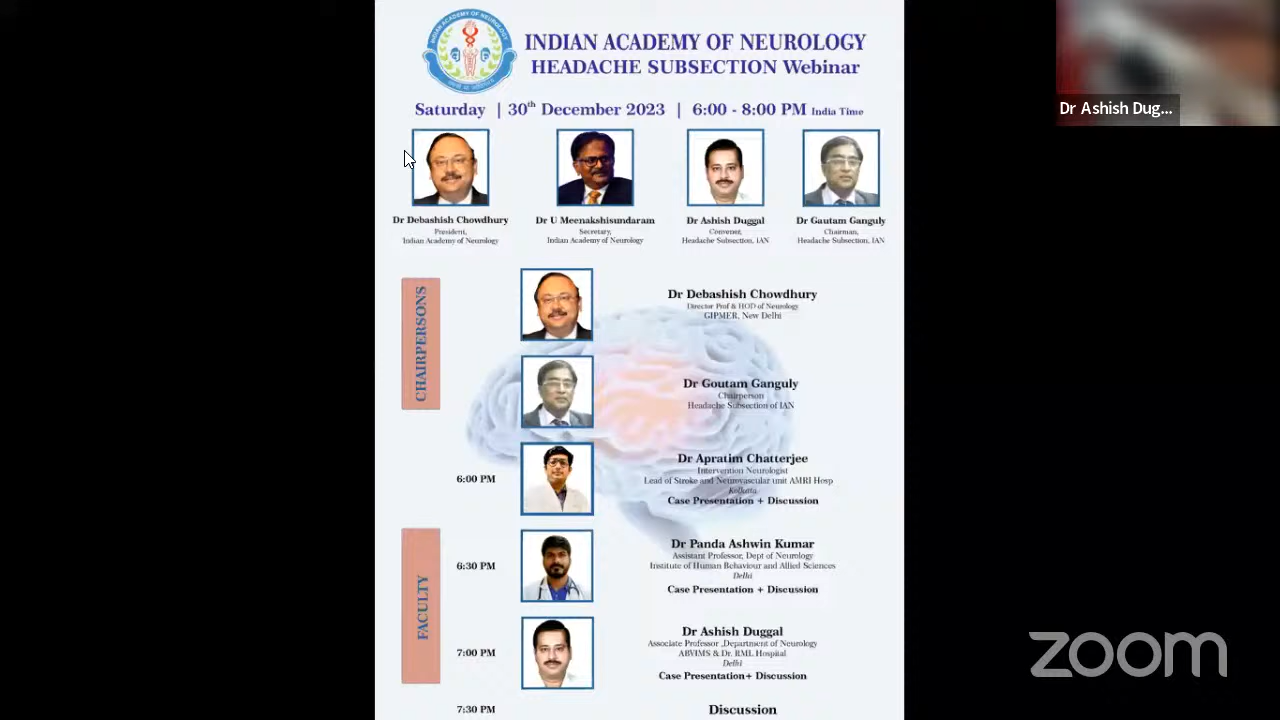 INDIAN ACADEMY OF NEUROLOGY
INDIAN ACADEMY OF NEUROLOGY
HEADACHE SUBSECTION Webinar
Saturday | 30th December 2023 | 6:00 - 8:00 PM India Time
Dr Ashish Dug...
Dr Debashish Chowdhury
President,
Indian Academy of Neurology
Dr U Meenakshisundaram
Secretary,
Indian Academy of Neurology
Dr Ashish Duggal
Convener,
Headache Subsection, IAN
Dr Gautam Ganguly
Chairman,
Headache Subsection, IAN
CHAIRPERSONS
Dr Debashish Chowdhury
Director Prof & HOD of Neurology
GIPMER, New Delhi
Dr Goutam Ganguly
Chairperson
Headache Subsection of IAN
6:00 PM
Dr Apratim Chatterjee
Intervention Neurologist
Lead of Stroke and Neurovascular unit AMRI Hosp
Kolkatta
Case Presentation + Discussion
FACULTY
6:30 PM
Dr Panda Ashwin Kumar
Assistant Professor, Dept of Neurology
Institute of Human Behaviour and Allied Sciences
Delhi
Case Presentation + Discussion
7:00 PM
Dr Ashish Duggal
Associate Professor ,Department of Neurology
ABVIMS & Dr. RML Hospital
Delhi
Case Presentation+ Discussion
7:30 PM
Discussion
zoom